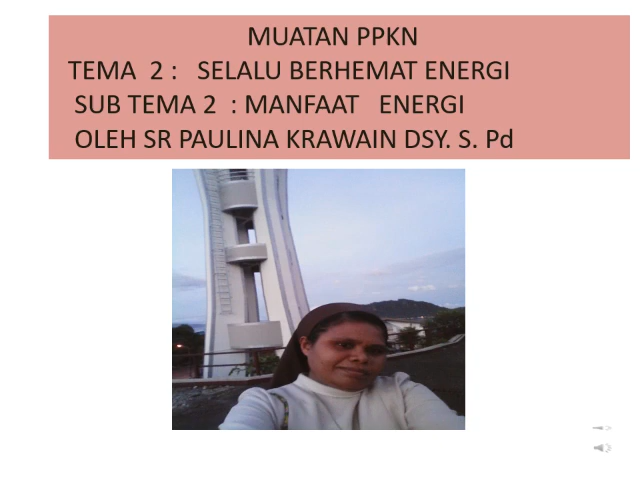 MUATAN PPKN
TEMA 2 : SELALU BERHEMAT ENERGI
SUB TEMA 2 : MANFAAT ENERGI
OLEH SR PAULINA KRAWAIN DSY. S. Pd